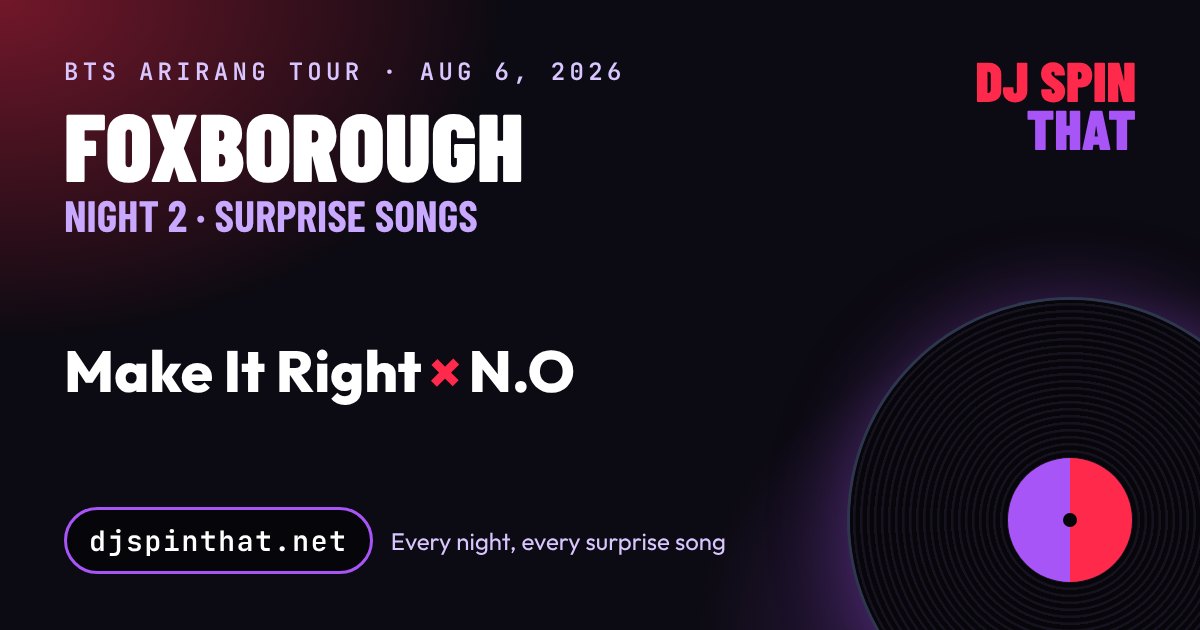 BTS ARIRANG TOUR · AUG 6, 2026
FOXBOROUGH
NIGHT 2 · SURPRISE SONGS
DJ SPIN
THAT
Make It Right × N.O
djspinthat.net
Every night, every surprise song